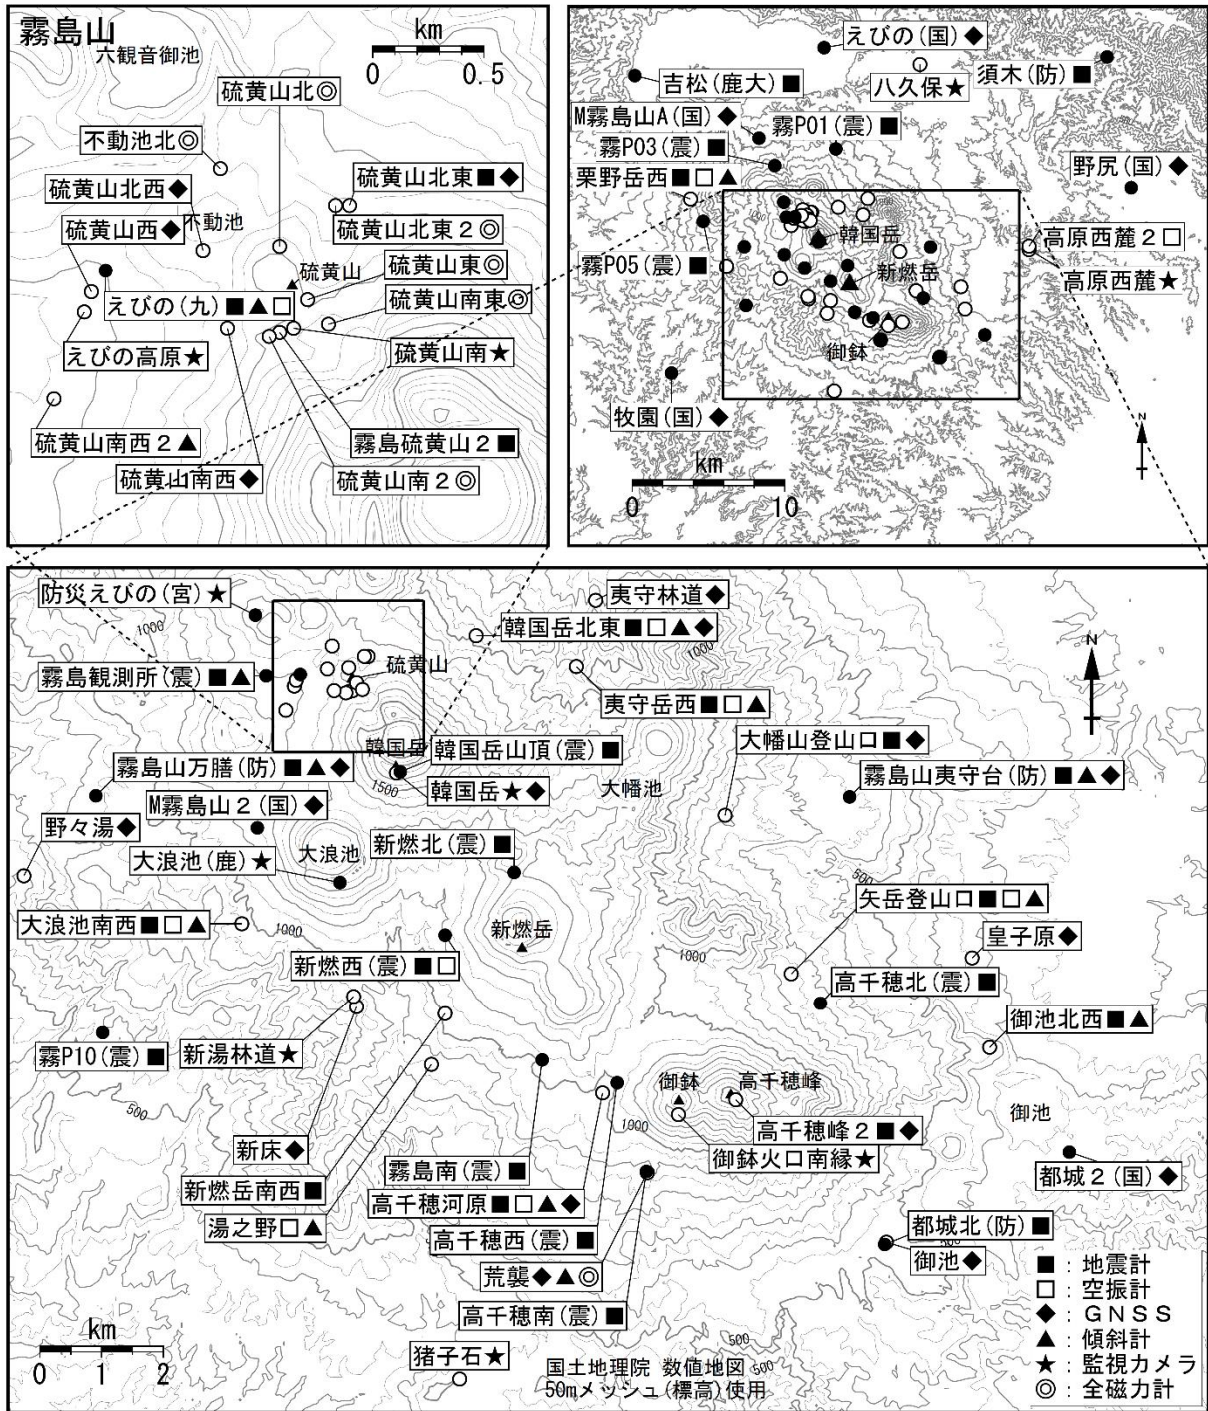 霧島山
六観音御池
km
0 0.5
硫黄山北◎
不動池北◎
硫黄山北西◆
硫黄山北東■◆
不動池
硫黄山西◆
硫黄山北東2◎
硫黄山東◎
硫黄山
えびの(九)■▲□
硫黄山南東◎
えびの高原★
硫黄山南★
硫黄山南西2▲
霧島硫黄山2■
硫黄山南西◆
硫黄山南2◎
えびの(国)◆
吉松(鹿大)■
八久保★
須木(防)■
M霧島山A(国)◆
霧P01(震)■
霧P03(震)■
野尻(国)◆
栗野岳西■□▲
1000
韓国岳
高原西麓2□
霧P05(震)■
新燃岳
高原西麓★
御鉢
牧園(国)◆
N
km
0 10
防災えびの(宮)★
1000
夷守林道◆
韓国岳北東■□▲◆
1000
N
霧島観測所(震)■▲
硫黄山
夷守岳西■□▲
大幡山登山口■◆
韓国岳
韓国岳山頂(震)■
霧島山万膳(防)■▲◆
霧島山夷守台(防)■▲◆
1500
韓国岳★◆
大幡池
M霧島山2(国)◆
野々湯◆
新燃北(震)■
大浪池(鹿)★
大浪池
500
矢岳登山口■□▲
大浪池南西■□▲
1000
新燃岳
皇子原◆
1000
新燃西(震)■□
高千穂北(震)■
霧P10(震)■
新湯林道★
御池北西■▲
御鉢
高千穂峰
500
1000
御池
新床◆
高千穂峰2■◆
霧島南(震)■
御鉢火口南縁★
新燃岳南西■
都城2(国)◆
高千穂河原■□▲◆
湯之野□▲
高千穂西(震)■
都城北(防)■
500
御池◆
荒襲◆▲◎
高千穂南(震)■
■：地震計
□：空振計
◆：GNSS
▲：傾斜計
★：監視カメラ
◎：全磁力計
km
0 1 2
500
猪子石★
国土地理院 数値地図
500
50mメッシュ(標高)使用